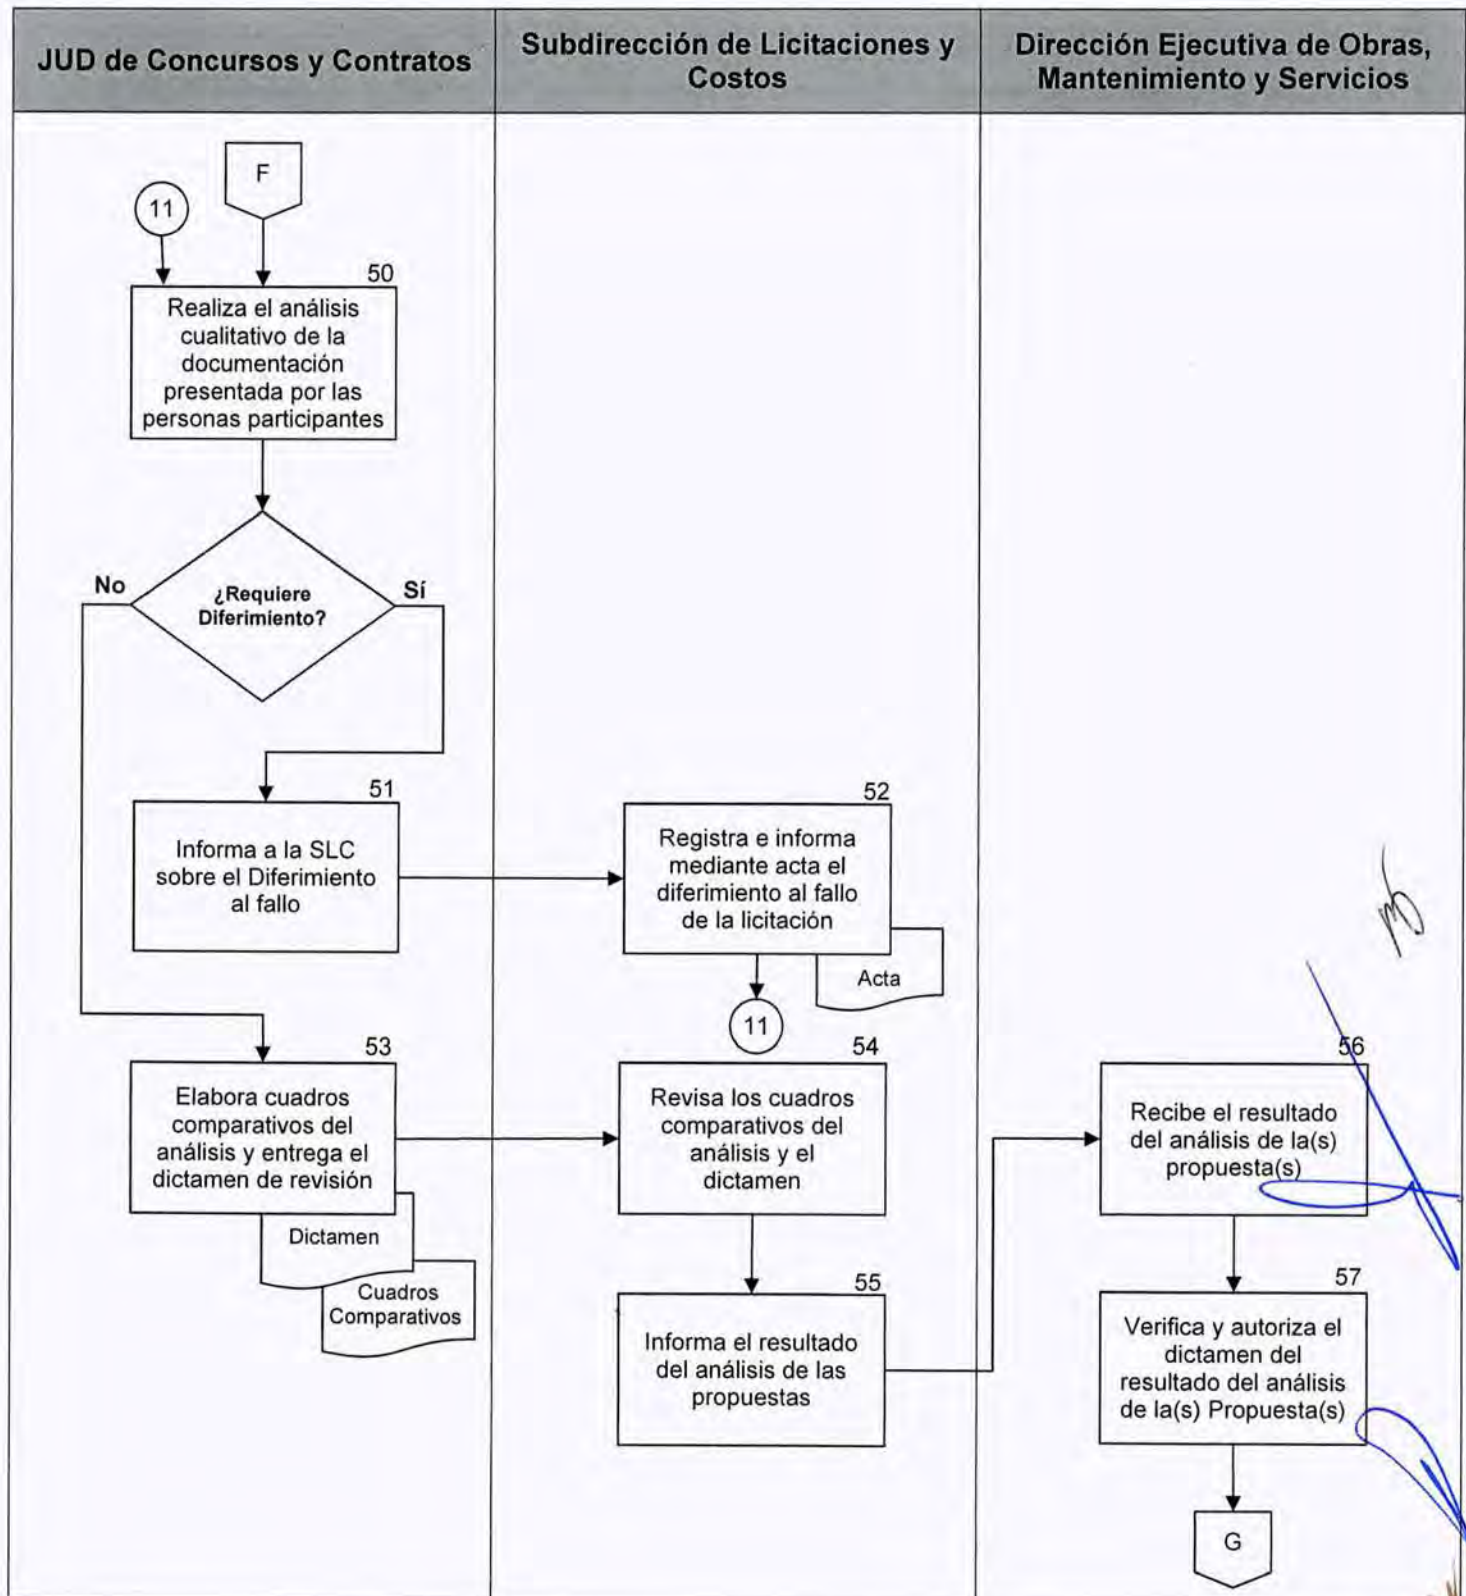 JUD de Concursos y Contratos
Subdirección de Licitaciones y
Costos
Dirección Ejecutiva de Obras,
Mantenimiento y Servicios
F
11
50
Realiza el análisis
cualitativo de la
documentación
presentada por las
personas participantes
No
¿Requiere
Diferimiento?
Sí
51
Informa a la SLC
sobre el Diferimiento
al fallo
52
Registra e informa
mediante acta el
diferimiento al fallo
de la licitación
Acta
11
53
Elabora cuadros
comparativos del
análisis y entrega el
dictamen de revisión
Dictamen
Cuadros
Comparativos
54
Revisa los cuadros
comparativos del
análisis y el
dictamen
55
Informa el resultado
del análisis de las
propuestas
56
Recibe el resultado
del análisis de la(s)
propuesta(s)
57
Verifica y autoriza el
dictamen del
resultado del análisis
de la(s) Propuesta(s)
G